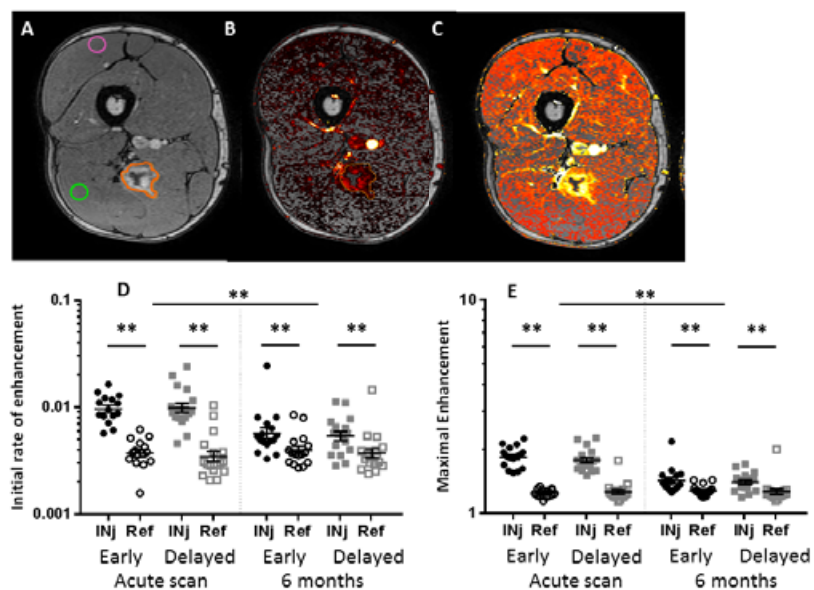 A
B
C
D
**
** ** ** **
Initial rate of enhancement
0.1
0.01
0.001
INj Ref INj Ref INj Ref INj Ref
Early Delayed Early Delayed
Acute scan 6 months
E
**
** ** ** **
Maximal Enhancement
10
1
INj Ref INj Ref INj Ref INj Ref
Early Delayed Early Delayed
Acute scan 6 months